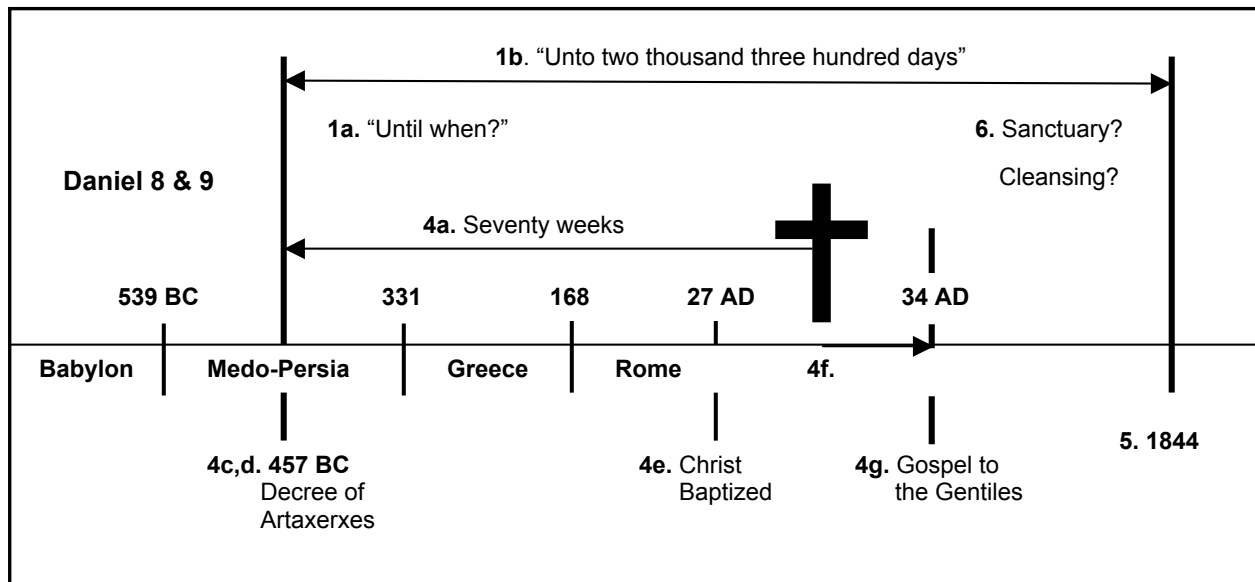 1b. “Unto two thousand three hundred days”
1a. “Until when?”
6. Sanctuary?
Cleansing?
Daniel 8 & 9
4a. Seventy weeks
539 BC
331
168
27 AD
34 AD
Babylon
Medo-Persia
Greece
Rome
4f.
5. 1844
4c,d. 457 BC
Decree of
Artaxerxes
4e. Christ
Baptized
4g. Gospel to
the Gentiles